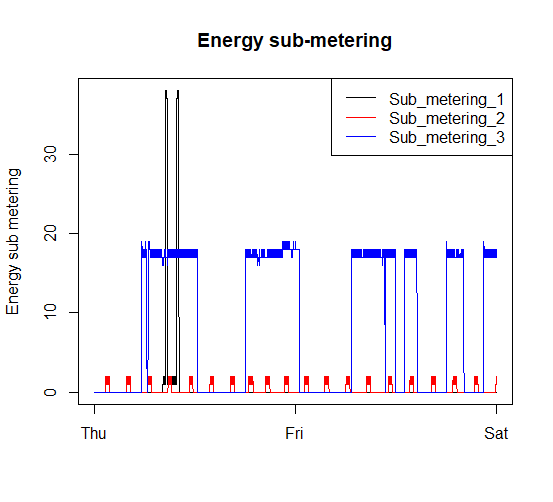 Energy sub-metering
Sub_metering_1
Sub_metering_2
Sub_metering_3
Energy sub metering
30
20
10
0
Thu Fri Sat